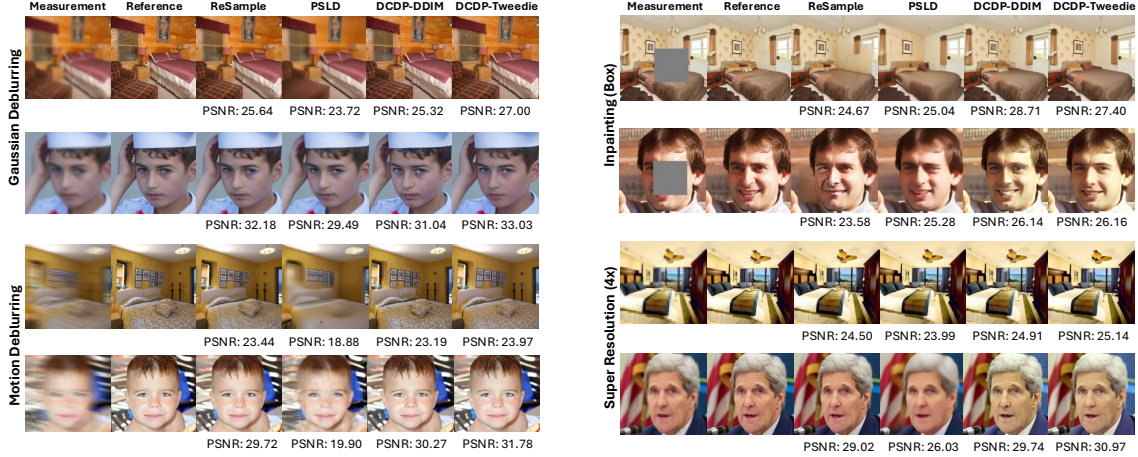 Measurement Reference ReSample PSLD DCDP-DDIM DCDP-Tweedie
Gaussian Deblurring
PSNR: 25.64 PSNR: 23.72 PSNR: 25.32 PSNR: 27.00
PSNR: 32.18 PSNR: 29.49 PSNR: 31.04 PSNR: 33.03
Motion Deblurring
PSNR: 23.44 PSNR: 18.88 PSNR: 23.19 PSNR: 23.97
PSNR: 29.72 PSNR: 19.90 PSNR: 30.27 PSNR: 31.78
Measurement Reference ReSample PSLD DCDP-DDIM DCDP-Tweedie
Inpainting (Box)
PSNR: 24.67 PSNR: 25.04 PSNR: 28.71 PSNR: 27.40
PSNR: 23.58 PSNR: 25.28 PSNR: 26.14 PSNR: 26.16
Super Resolution (4x)
PSNR: 24.50 PSNR: 23.99 PSNR: 24.91 PSNR: 25.14
PSNR: 29.02 PSNR: 26.03 PSNR: 29.74 PSNR: 30.97